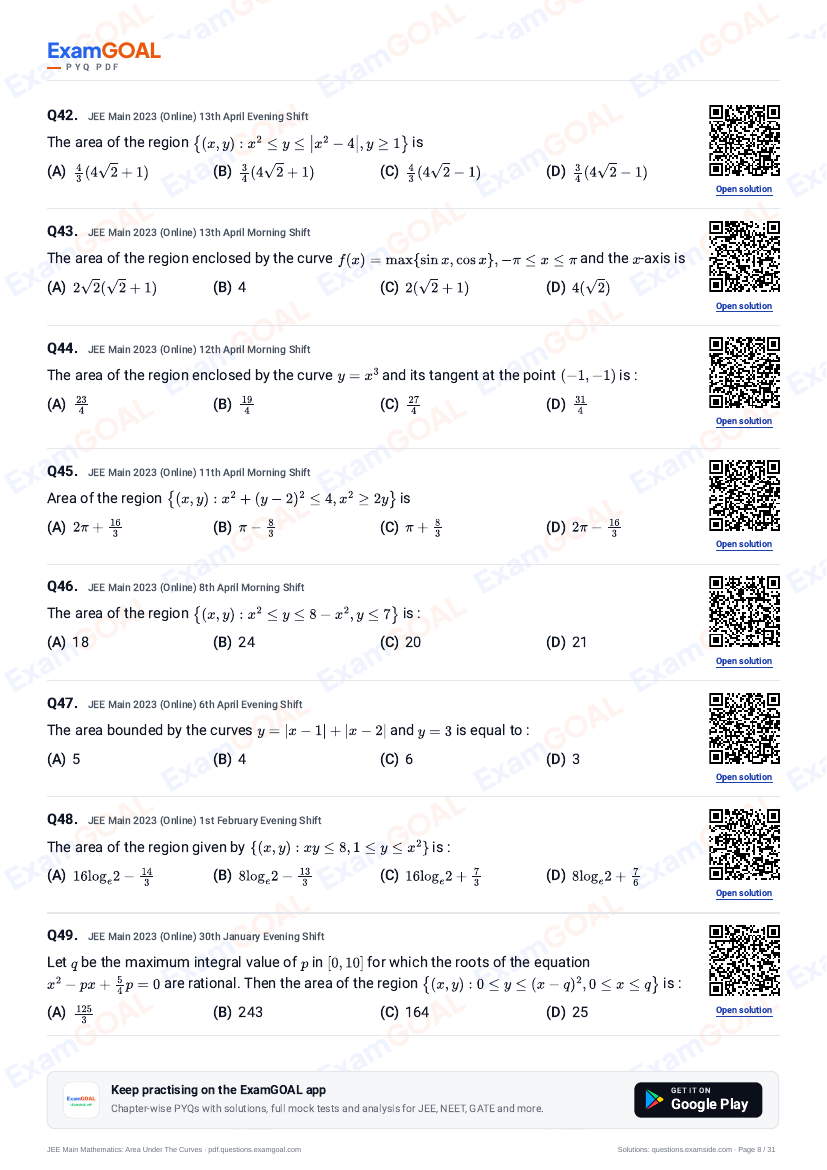 ExamGOAL
PYQ PDF
Q42. JEE Main 2023 (Online) 13th April Evening Shift
The area of the region {(x, y) : x² ≤ y ≤ |x² − 4|, y ≥ 1} is
(A) 4/3(4√2 + 1) (B) 3/4(4√2 + 1) (C) 4/3(4√2 − 1) (D) 3/4(4√2 − 1)
Open solution
Q43. JEE Main 2023 (Online) 13th April Morning Shift
The area of the region enclosed by the curve f(x) = max{sin x, cos x}, −π ≤ x ≤ π and the x-axis is
(A) 2√2(√2 + 1) (B) 4 (C) 2(√2 + 1) (D) 4(√2)
Open solution
Q44. JEE Main 2023 (Online) 12th April Morning Shift
The area of the region enclosed by the curve y = x³ and its tangent at the point (−1, −1) is :
(A) 23/4 (B) 19/4 (C) 27/4 (D) 31/4
Open solution
Q45. JEE Main 2023 (Online) 11th April Morning Shift
Area of the region {(x, y) : x² + (y − 2)² ≤ 4, x² ≥ 2y} is
(A) 2π + 16/3 (B) π − 8/3 (C) π + 8/3 (D) 2π − 16/3
Open solution
Q46. JEE Main 2023 (Online) 8th April Morning Shift
The area of the region {(x, y) : x² ≤ y ≤ 8 − x², y ≤ 7} is :
(A) 18 (B) 24 (C) 20 (D) 21
Open solution
Q47. JEE Main 2023 (Online) 6th April Evening Shift
The area bounded by the curves y = |x − 1| + |x − 2| and y = 3 is equal to :
(A) 5 (B) 4 (C) 6 (D) 3
Open solution
Q48. JEE Main 2023 (Online) 1st February Evening Shift
The area of the region given by {(x, y) : xy ≤ 8, 1 ≤ y ≤ x²} is :
(A) 16logₑ2 − 14/3 (B) 8logₑ2 − 13/3 (C) 16logₑ2 + 7/3 (D) 8logₑ2 + 7/6
Open solution
Q49. JEE Main 2023 (Online) 30th January Evening Shift
Let q be the maximum integral value of p in [0, 10] for which the roots of the equation
x² − px + 5/4p = 0 are rational. Then the area of the region {(x, y) : 0 ≤ y ≤ (x − q)², 0 ≤ x ≤ q} is :
(A) 125/3 (B) 243 (C) 164 (D) 25
Open solution
Keep practising on the ExamGOAL app
Chapter-wise PYQs with solutions, full mock tests and analysis for JEE, NEET, GATE and more.
GET IT ON
Google Play
JEE Main Mathematics: Area Under The Curves · pdf.questions.examgoal.com
Solutions: questions.examside.com · Page 8 / 31